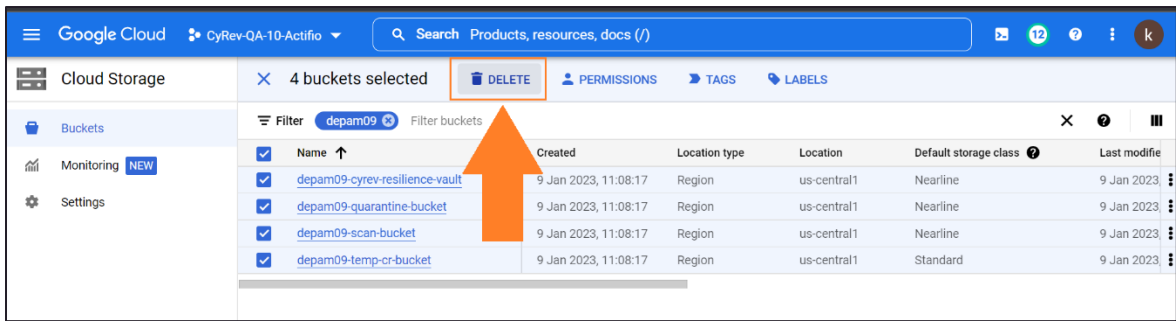 Google Cloud CyRev-QA-10-Actifio Search Products, resources, docs (/) 12 k
Cloud Storage 4 buckets selected DELETE PERMISSIONS TAGS LABELS
Buckets
Monitoring NEW
Settings
Filter depam09 Filter buckets
Name Created Location type Location Default storage class Last modifie
depam09-cyrev-resilience-vault 9 Jan 2023, 11:08:17 Region us-central1 Nearline 9 Jan 2023,
depam09-quarantine-bucket 9 Jan 2023, 11:08:17 Region us-central1 Nearline 9 Jan 2023,
depam09-scan-bucket 9 Jan 2023, 11:08:17 Region us-central1 Nearline 9 Jan 2023,
depam09-temp-cr-bucket 9 Jan 2023, 11:08:17 Region us-central1 Standard 9 Jan 2023,